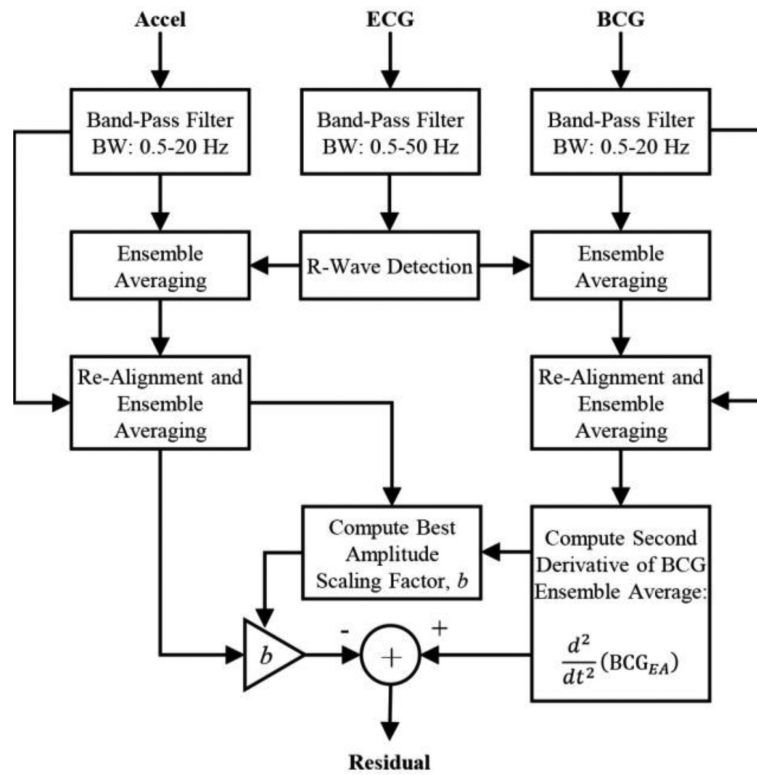 Accel
ECG
BCG
Band-Pass Filter
BW: 0.5-20 Hz
Band-Pass Filter
BW: 0.5-50 Hz
Band-Pass Filter
BW: 0.5-20 Hz
Ensemble
Averaging
R-Wave Detection
Ensemble
Averaging
Re-Alignment and
Ensemble
Averaging
Re-Alignment and
Ensemble
Averaging
Compute Best
Amplitude
Scaling Factor, b
Compute Second
Derivative of BCG
Ensemble Average:
d²/dt² (BCG_EA)
b
-
+
+
Residual